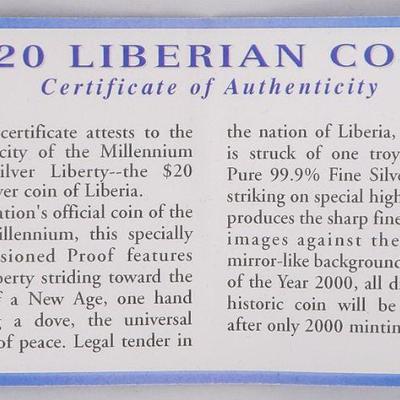 20 LIBERIAN CO
Certificate of Authenticity
certificate attests to the
city of the Millennium
ilver Liberty--the $20
ver coin of Liberia.
ation's official coin of the
illennium, this specially
sioned Proof features
berty striding toward the
f a New Age, one hand
g a dove, the universal
of peace. Legal tender in
the nation of Liberia,
is struck of one troy
Pure 99.9% Fine Silve
striking on special high
produces the sharp fine
images against the
mirror-like background
of the Year 2000, all di
historic coin will be
after only 2000 mintin